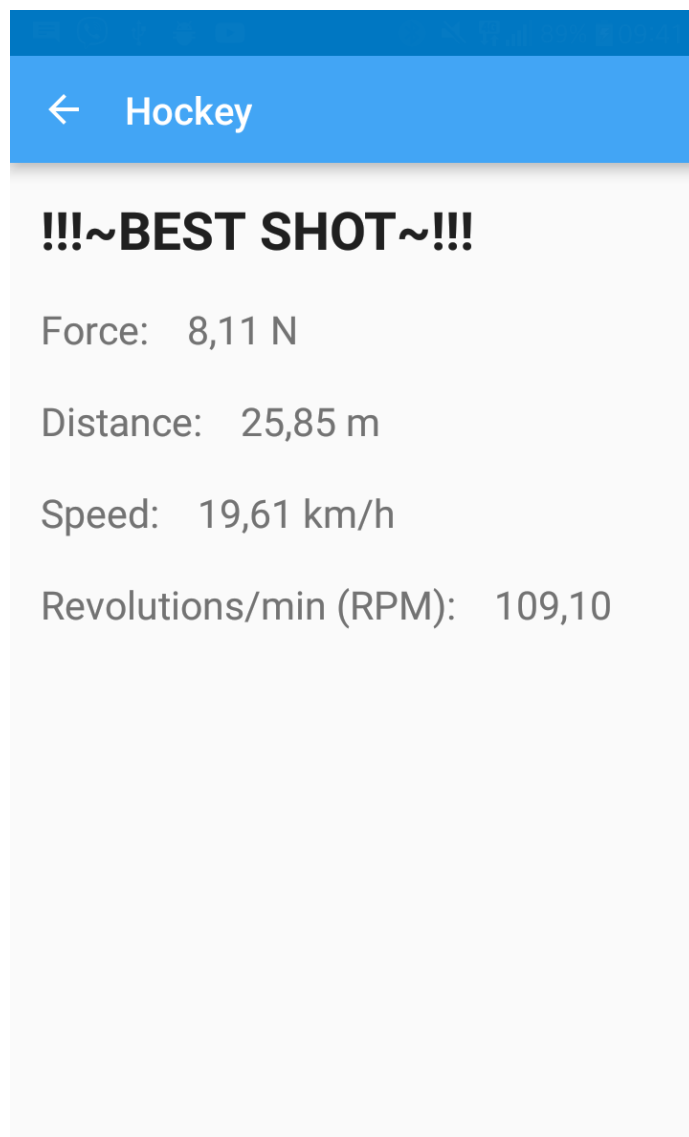 Hockey
!!!~BEST SHOT~!!!
Force: 8,11 N
Distance: 25,85 m
Speed: 19,61 km/h
Revolutions/min (RPM): 109,10